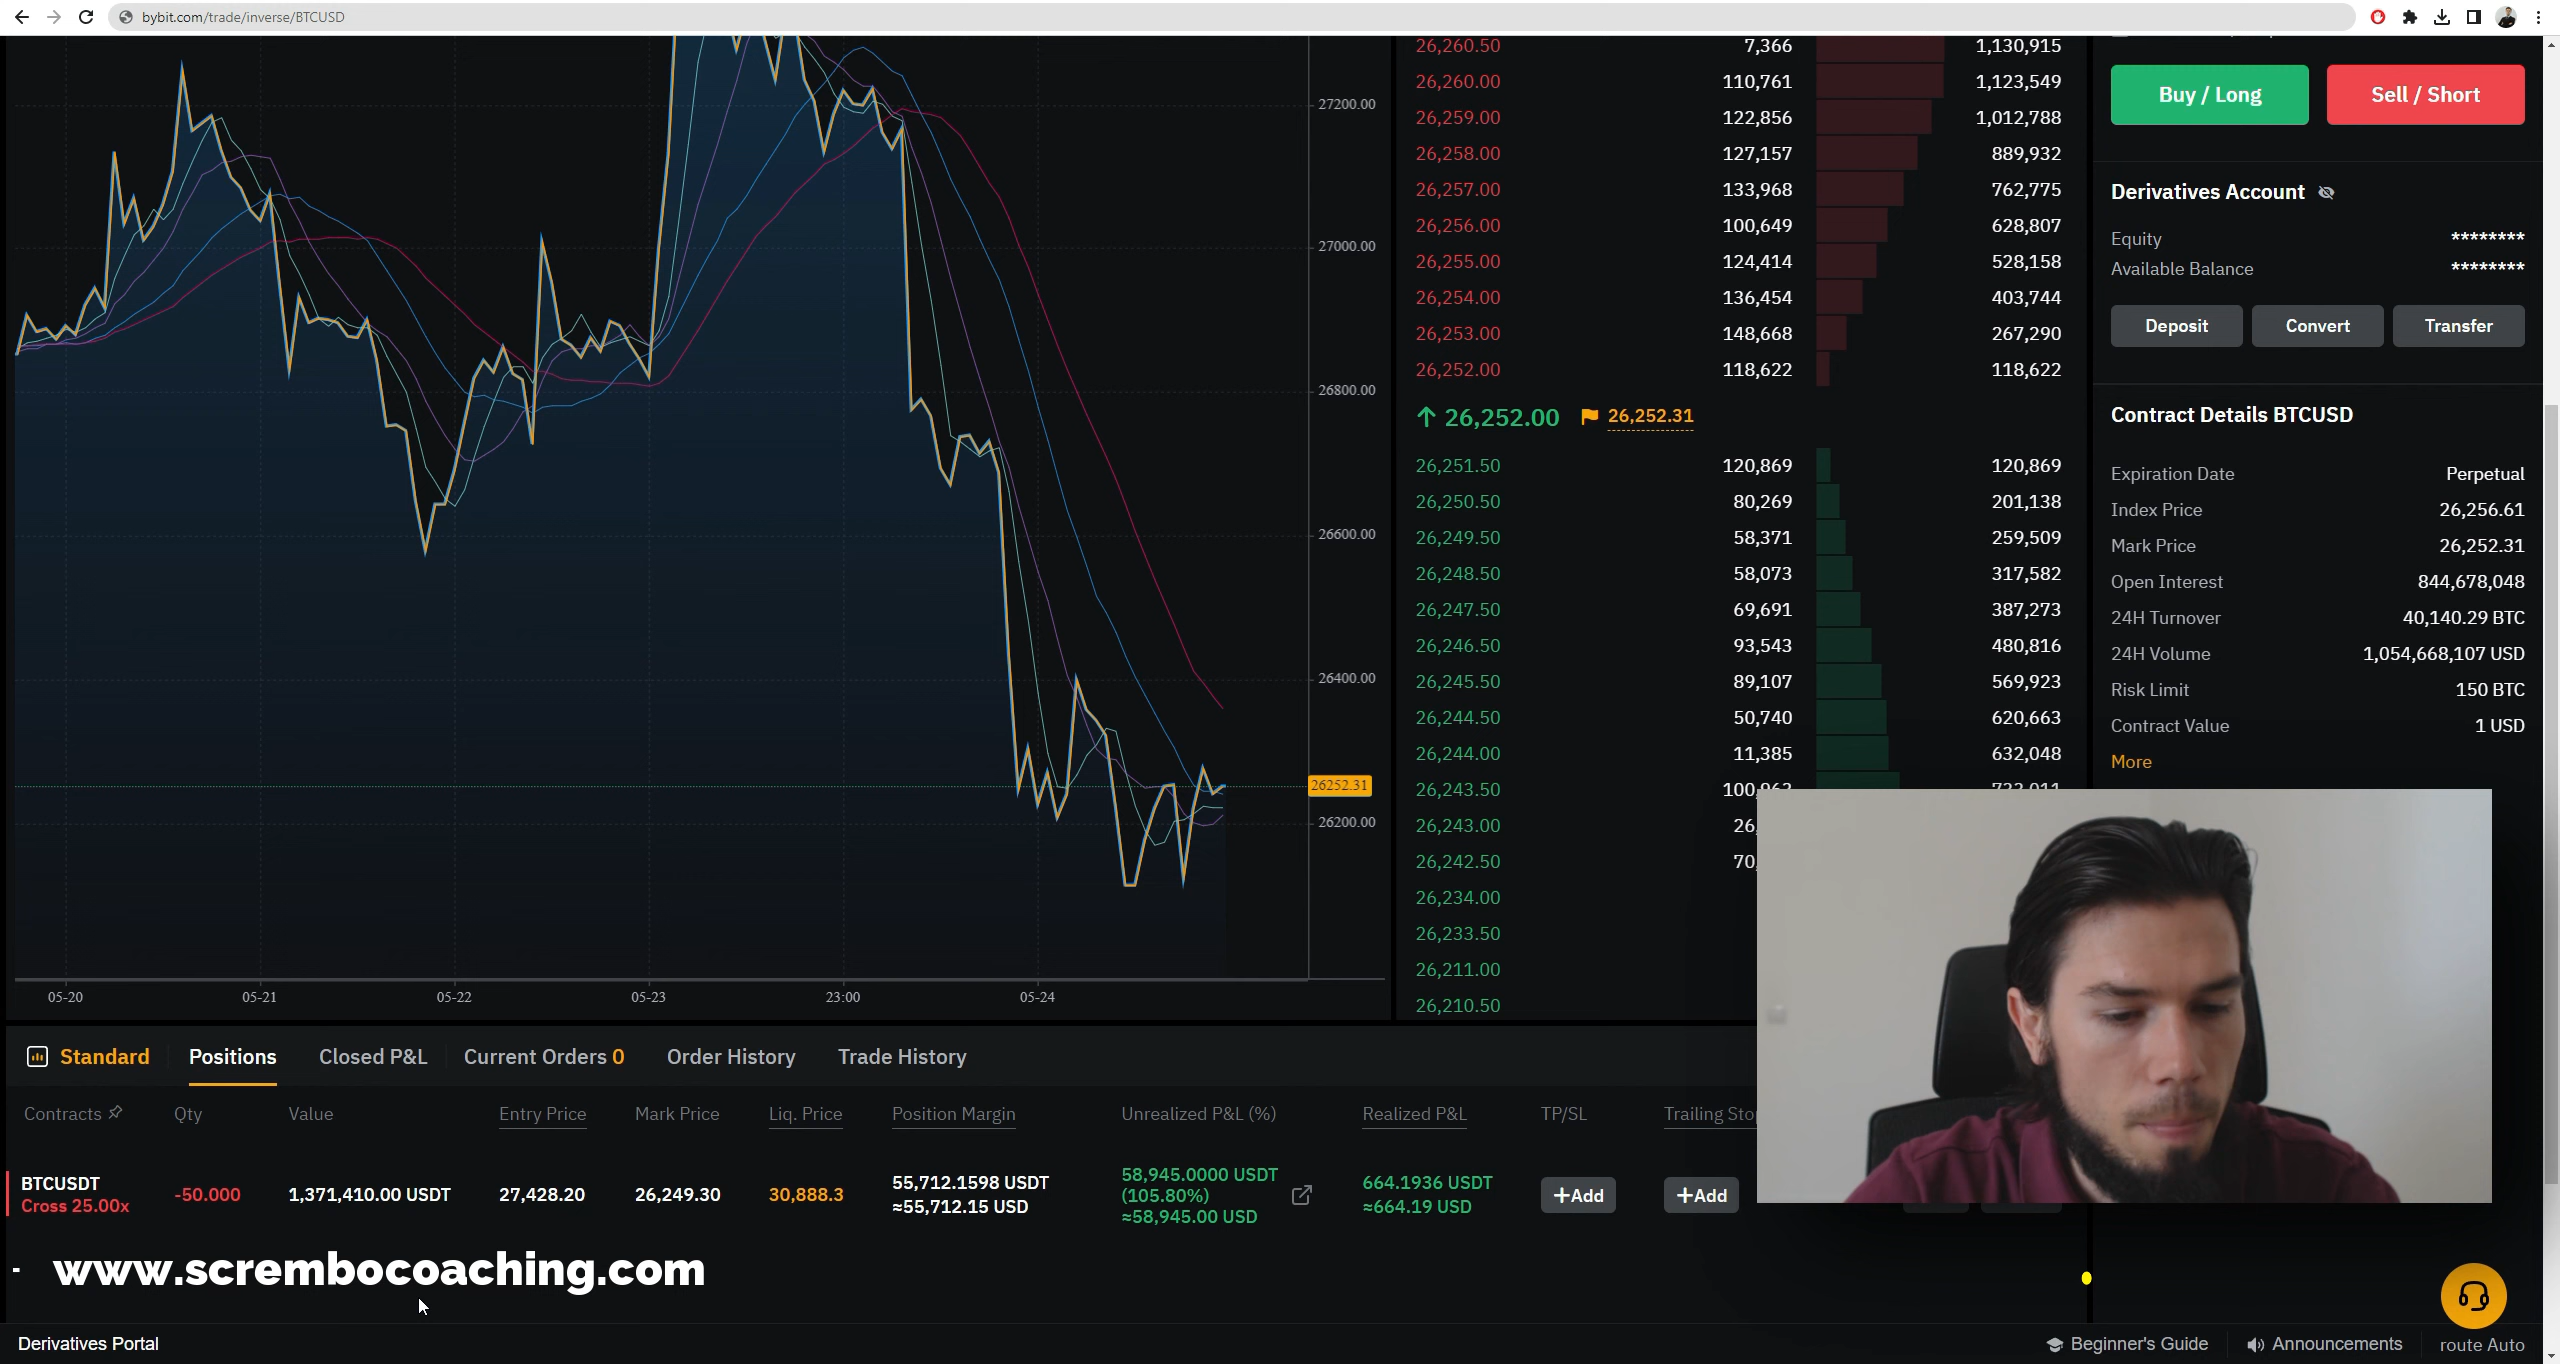 bybit.com/trade/inverse/BTCUSD
27200.00
27000.00
26800.00
26600.00
26400.00
26252.31
26200.00
05-20 05-21 05-22 05-23 23:00 05-24
26,260.50 7,366 1,130,915
26,260.00 110,761 1,123,549
26,259.00 122,856 1,012,788
26,258.00 127,157 889,932
26,257.00 133,968 762,775
26,256.00 100,649 628,807
26,255.00 124,414 528,158
26,254.00 136,454 403,744
26,253.00 148,668 267,290
26,252.00 118,622 118,622
26,252.00 26,252.31
26,251.50 120,869 120,869
26,250.50 80,269 201,138
26,249.50 58,371 259,509
26,248.50 58,073 317,582
26,247.50 69,691 387,273
26,246.50 93,543 480,816
26,245.50 89,107 569,923
26,244.50 50,740 620,663
26,244.00 11,385 632,048
26,243.50
26,243.00
26,242.50
26,234.00
26,233.50
26,211.00
26,210.50
Buy / Long Sell / Short
Derivatives Account
Equity ********
Available Balance ********
Deposit Convert Transfer
Contract Details BTCUSD
Expiration Date Perpetual
Index Price 26,256.61
Mark Price 26,252.31
Open Interest 844,678,048
24H Turnover 40,140.29 BTC
24H Volume 1,054,668,107 USD
Risk Limit 150 BTC
Contract Value 1 USD
More
Standard Positions Closed P&L Current Orders 0 Order History Trade History
Contracts Qty Value Entry Price Mark Price Liq. Price Position Margin Unrealized P&L (%) Realized P&L TP/SL Trailing
BTCUSDT -50.000 1,371,410.00 USDT 27,428.20 26,249.30 30,888.3 55,712.1598 USDT 58,945.0000 USDT 664.1936 USDT +Add +Add
Cross 25.00x ≈55,712.15 USD (105.80%) ≈664.19 USD
≈58,945.00 USD
- www.scrembocoaching.com
Derivatives Portal Beginner's Guide Announcements route Auto